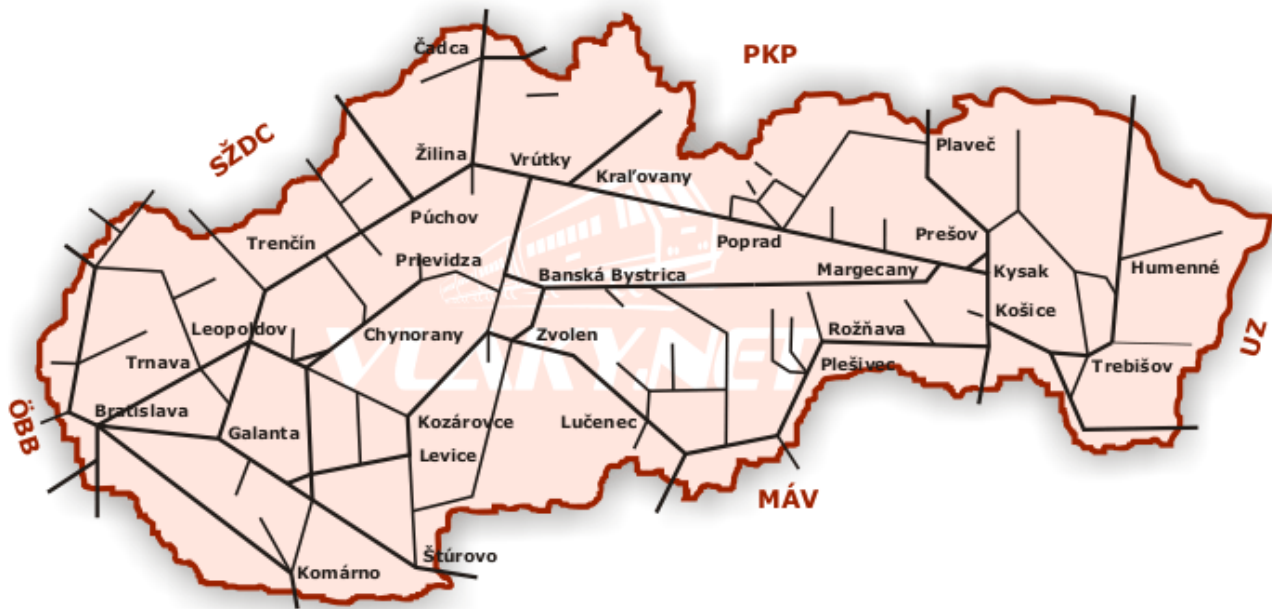 PKP
Čadca
SŽDC
Žilina
Vrútky
Kraľovany
Plaveč
Púchov
Trenčín
Poprad
Prešov
Prievidza
Banská Bystrica
Margecany
Kysak
Humenné
Košice
Leopoldov
Chynorany
Zvolen
Rožňava
UZ
VLAKY.NET
Trnava
Plešivec
Trebišov
ÖBB
Bratislava
Galanta
Kozárovce
Lučenec
Levice
MÁV
Štúrovo
Komárno